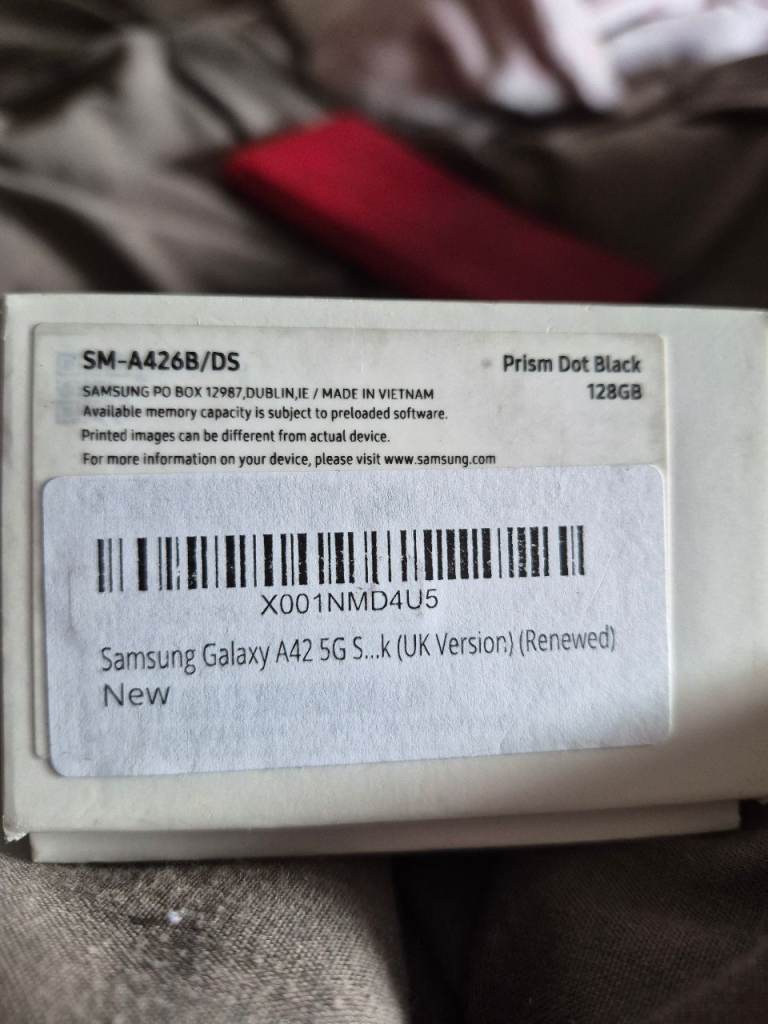 SM-A426B/DS
Prism Dot Black
128GB
SAMSUNG PO BOX 12987,DUBLIN,IE / MADE IN VIETNAM
Available memory capacity is subject to preloaded software.
Printed images can be different from actual device.
For more information on your device, please visit www.samsung.com
X001NMD4U5
Samsung Galaxy A42 5G S...k (UK Version) (Renewed)
New